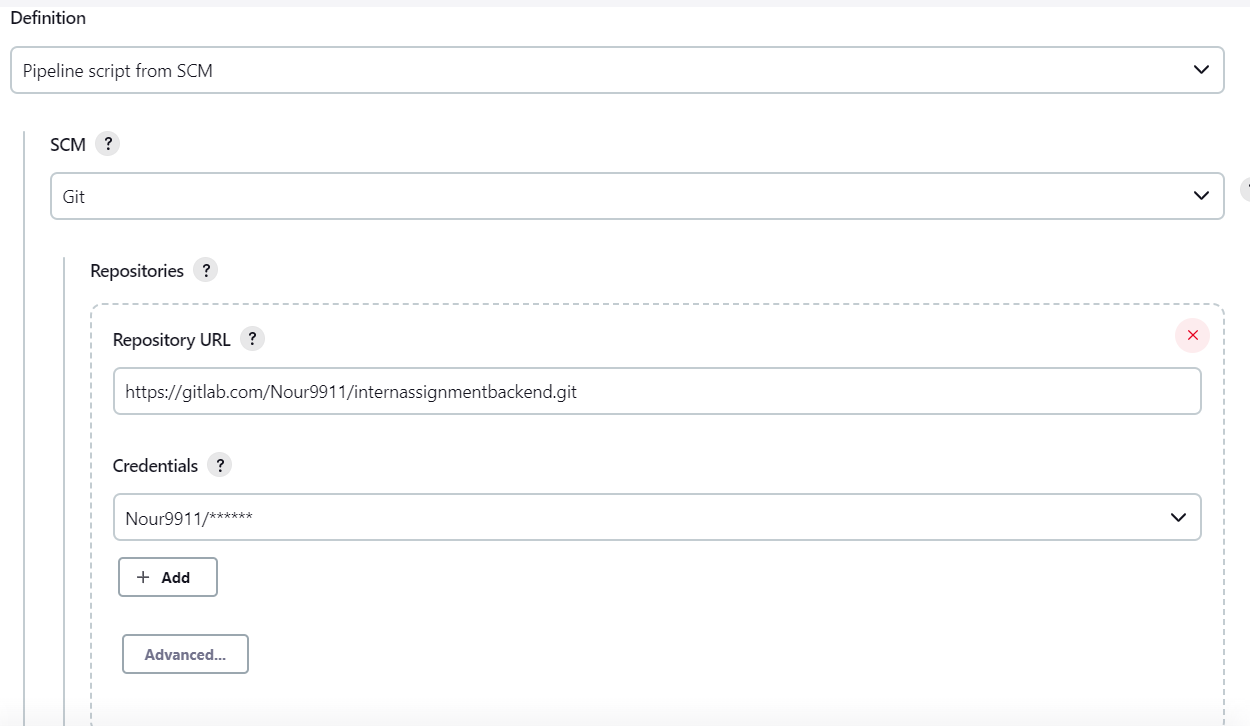 Definition
Pipeline script from SCM
SCM ?
Git
Repositories ?
Repository URL ?
https://gitlab.com/Nour9911/internassignmentbackend.git
Credentials ?
Nour9911/******
+ Add
Advanced...